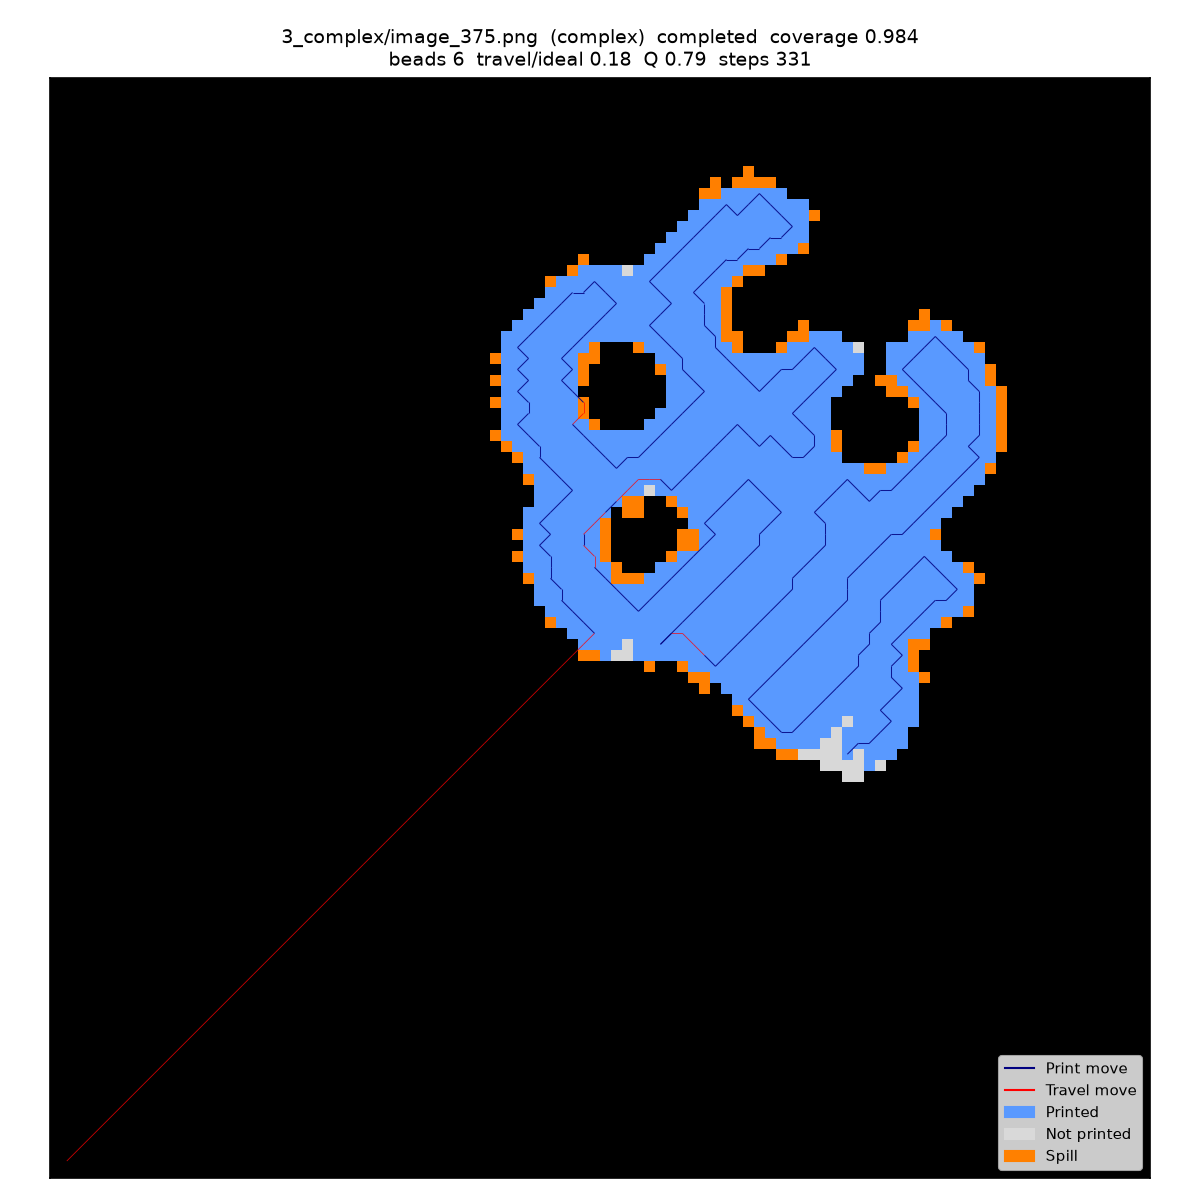 3_complex/image_375.png  (complex)  completed  coverage 0.984
beads 6  travel/ideal 0.18  Q 0.79  steps 331
Print move
Travel move
Printed
Not printed
Spill